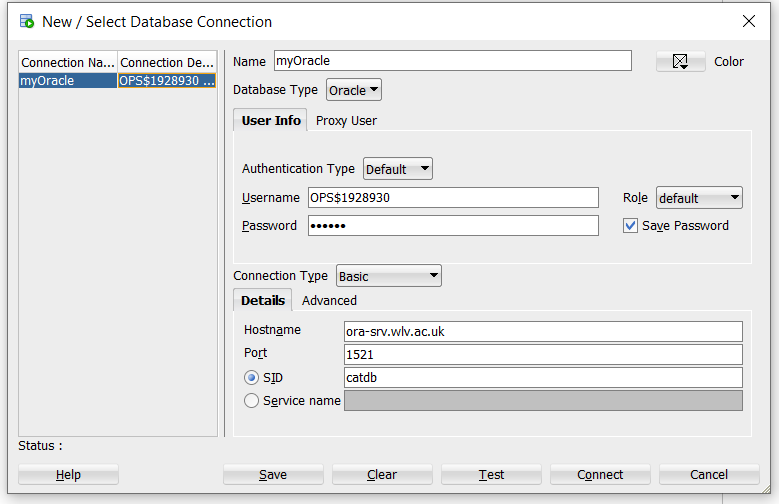 New / Select Database Connection
Connection Na... Connection De...
myOracle OPS$1928930 ...
Name myOracle Color
Database Type Oracle
User Info Proxy User
Authentication Type Default
Username OPS$1928930 Role default
Password •••••• Save Password
Connection Type Basic
Details Advanced
Hostname ora-srv.wlv.ac.uk
Port 1521
SID catdb
Service name
Status :
Help Save Clear Test Connect Cancel